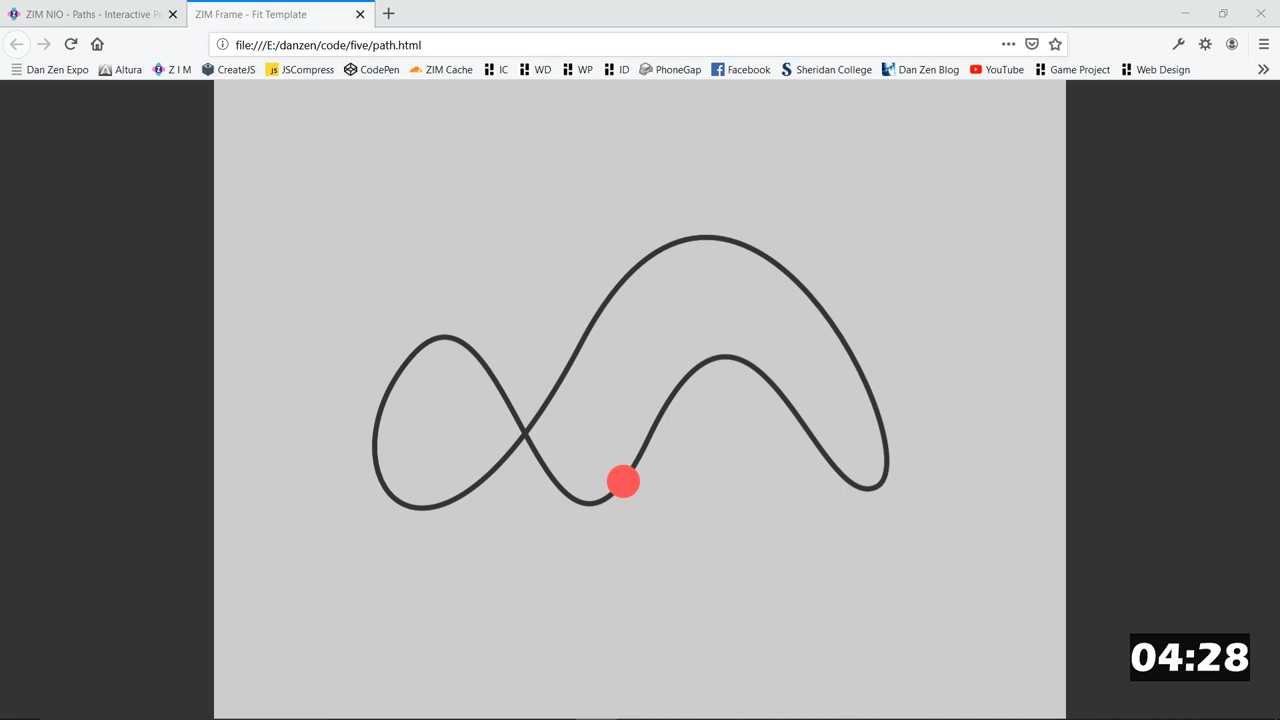 ZIM NIO - Paths - Interactive Pa
ZIM Frame - Fit Template
file:///E:/danzen/code/five/path.html
Dan Zen Expo Altura Z I M CreateJS JSCompress CodePen ZIM Cache IC WD WP ID PhoneGap Facebook Sheridan College Dan Zen Blog YouTube Game Project Web Design
04:28